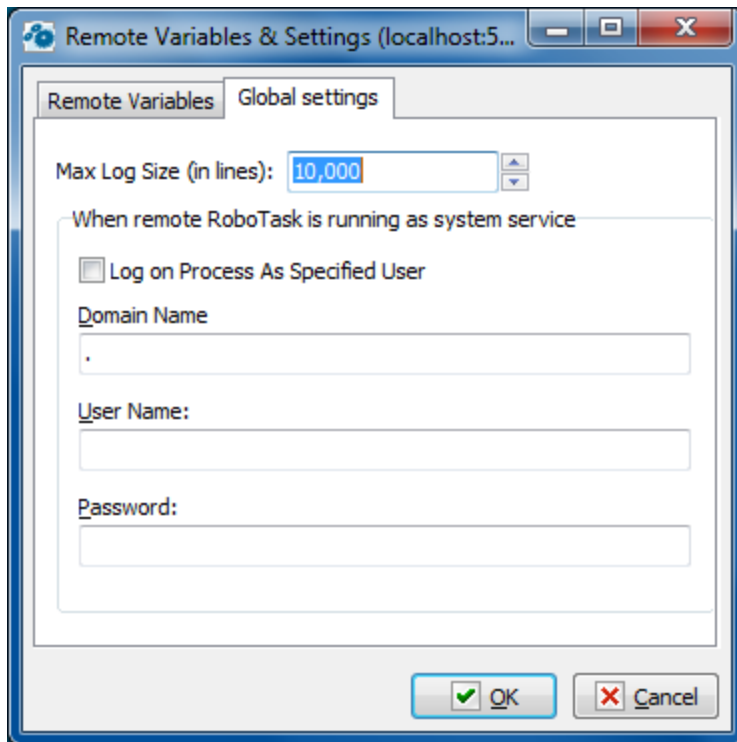 Remote Variables & Settings (localhost:5...
Remote Variables Global settings
Max Log Size (in lines): 10,000
When remote RoboTask is running as system service
Log on Process As Specified User
Domain Name
.
User Name:
Password:
OK Cancel